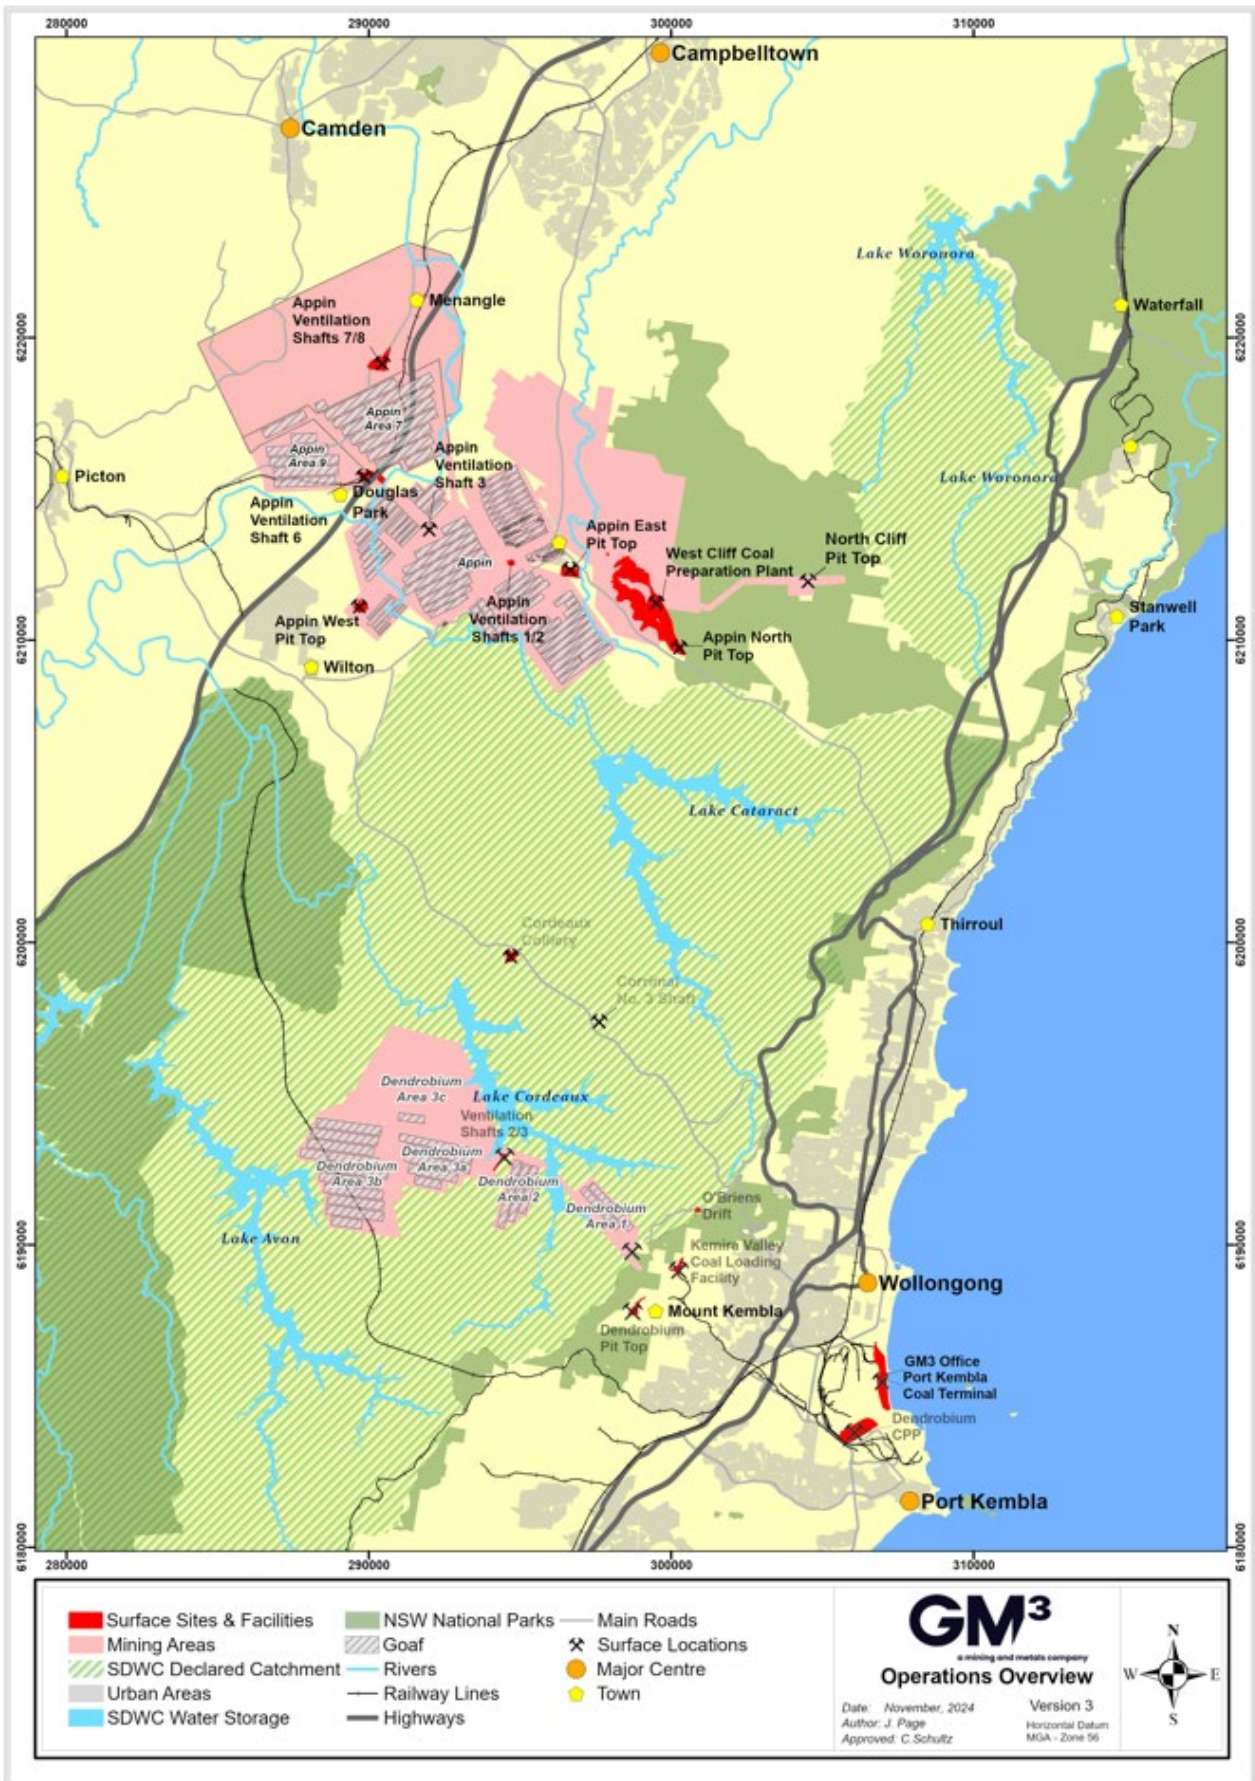 280000
290000
300000
310000
Campbelltown
Camden
Lake Woronora
Appin
Ventilation
Shafts 7/8
Menangle
Waterfall
6220000
6220000
Appin
Area 7
Appin
Area 9
Appin
Ventilation
Shaft 3
Picton
Lake Woronora
Douglas
Park
Appin
Ventilation
Shaft 6
Appin East
Pit Top
West Cliff Coal
Preparation Plant
North Cliff
Pit Top
Appin
Appin
Ventilation
Shafts 1/2
Appin West
Pit Top
Stanwell
Park
Appin North
Pit Top
6210000
6210000
Wilton
Lake Cataract
Cordeaux
Colliery
Thirroul
6200000
6200000
Corrimal
No. 3 Shaft
Dendrobium
Area 3c
Lake Cordeaux
Ventilation
Shafts 2/3
Dendrobium
Area 3a
Dendrobium
Area 3b
Dendrobium
Area 2
Dendrobium
Area 1
O'Briens
Drift
Lake Avon
6190000
6190000
Kemira Valley
Coal Loading
Facility
Wollongong
Mount Kembla
Dendrobium
Pit Top
GM3 Office
Port Kembla
Coal Terminal
Dendrobium
CPP
Port Kembla
6180000
6180000
280000
290000
300000
310000
Surface Sites & Facilities
Mining Areas
SDWC Declared Catchment
Urban Areas
SDWC Water Storage
NSW National Parks
Goaf
Rivers
Railway Lines
Highways
Main Roads
Surface Locations
Major Centre
Town
GM³
a mining and metals company
Operations Overview
Date: November, 2024
Author: J. Page
Approved: C.Schultz
Version 3
Horizontal Datum
MGA - Zone 56
N
W E
S